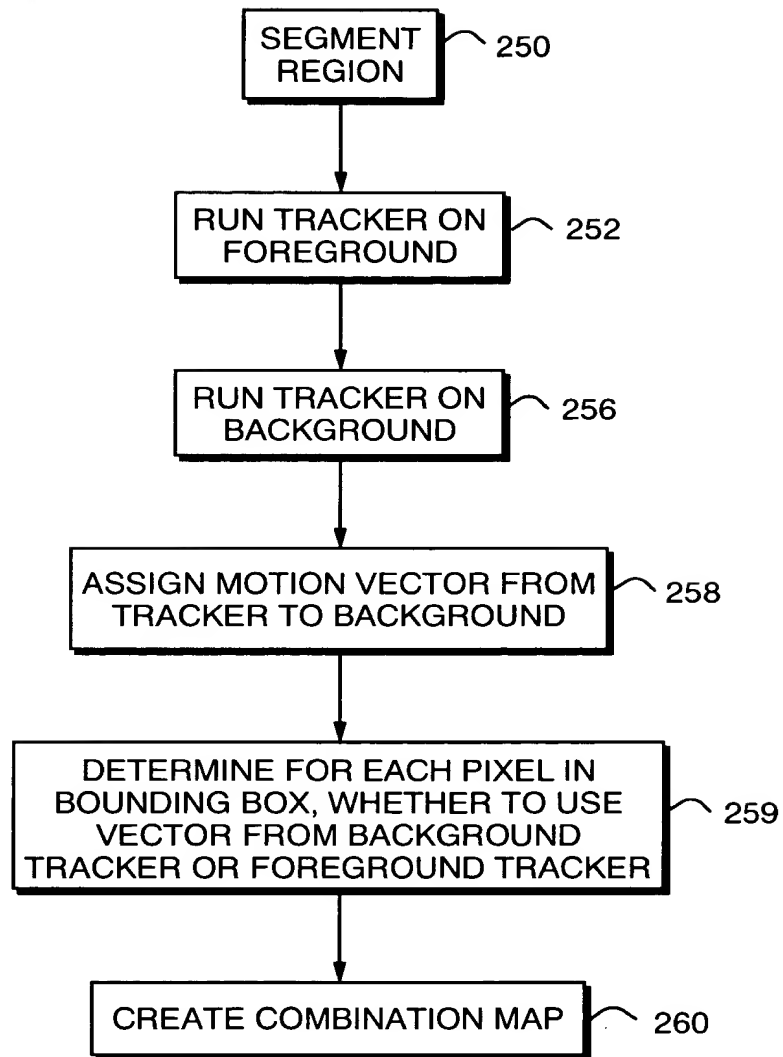 SEGMENT
REGION
250
RUN TRACKER ON
FOREGROUND
252
RUN TRACKER ON
BACKGROUND
256
ASSIGN MOTION VECTOR FROM
TRACKER TO BACKGROUND
258
DETERMINE FOR EACH PIXEL IN
BOUNDING BOX, WHETHER TO USE
VECTOR FROM BACKGROUND
TRACKER OR FOREGROUND TRACKER
259
CREATE COMBINATION MAP
260